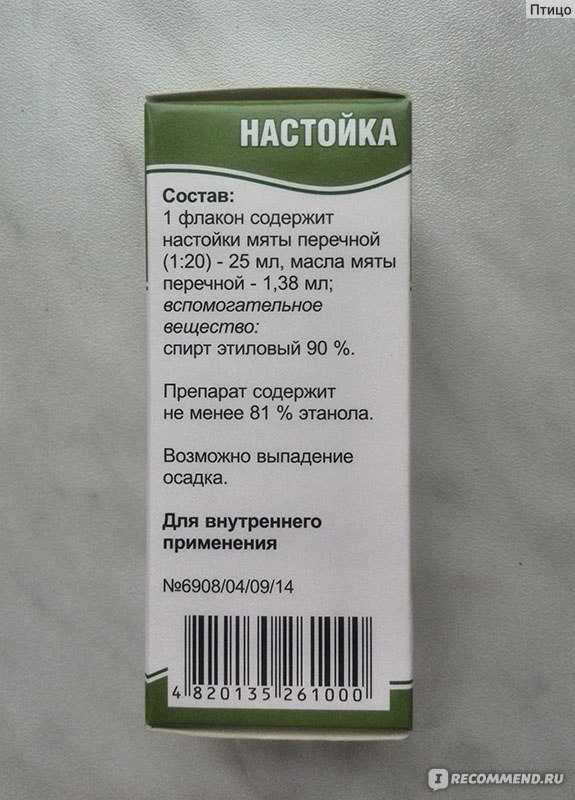 Птицо
НАСТОЙКА
Состав:
1 флакон содержит
настойки мяты перечной
(1:20) - 25 мл, масла мяты
перечной - 1,38 мл;
вспомогательное
вещество:
спирт этиловый 90 %.
Препарат содержит
не менее 81 % этанола.
Возможно выпадение
осадка.
Для внутреннего
применения
№6908/04/09/14
4 820135 261000
I RECOMMEND.RU